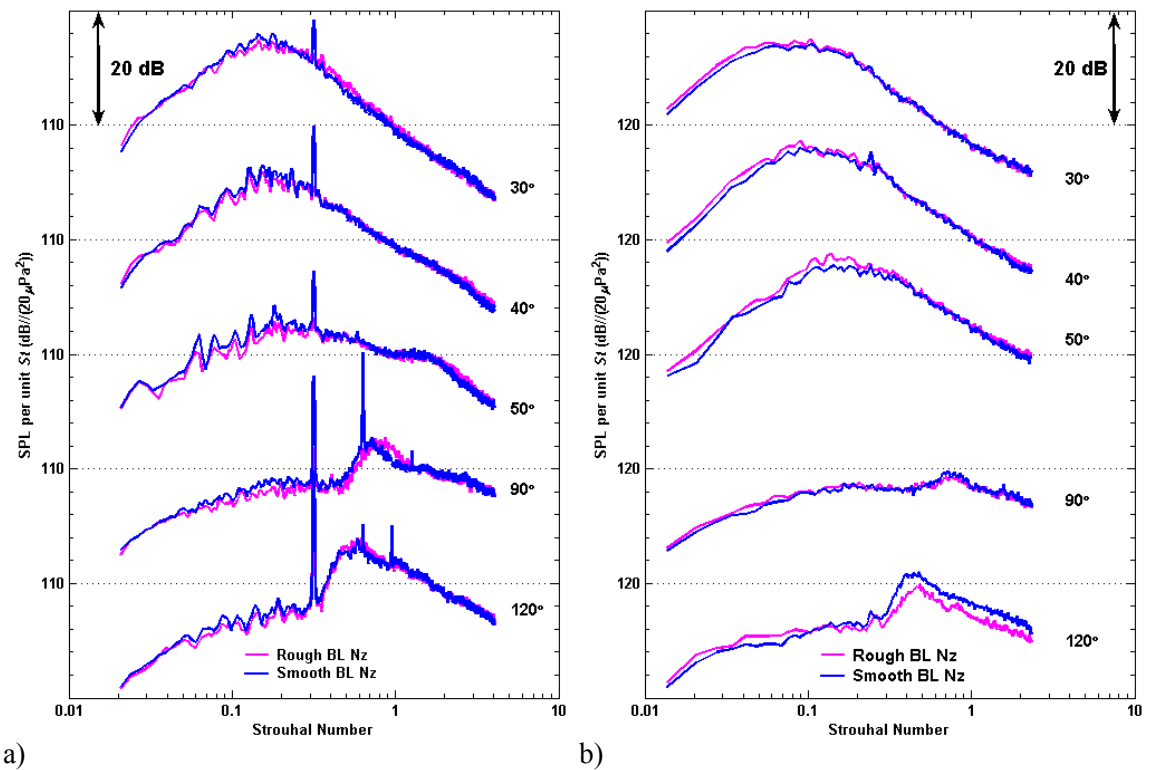 20 dB
110
30°
110
40°
110
50°
110
90°
110
120°
Rough BL Nz
Smooth BL Nz
0.01
0.1
1
10
Strouhal Number
SPL per unit St (dB//(20μPa²))
a)
20 dB
120
30°
120
40°
120
50°
120
90°
120
120°
Rough BL Nz
Smooth BL Nz
0.01
0.1
1
10
Strouhal Number
SPL per unit St (dB//(20μPa²))
b)